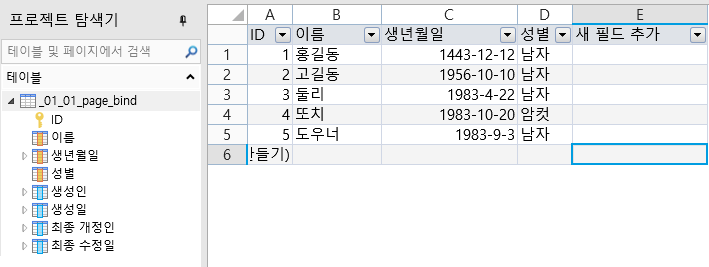 프로젝트 탐색기
테이블 및 페이지에서 검색
테이블
_01_01_page_bind
ID
이름
생년월일
성별
생성인
생성일
최종 개정인
최종 수정일
A B C D E
ID 이름 생년월일 성별 새 필드 추가
1 1 홍길동 1443-12-12 남자
2 2 고길동 1956-10-10 남자
3 3 둘리 1983-4-22 남자
4 4 또치 1983-10-20 암컷
5 5 도우너 1983-9-3 남자
6 만들기)